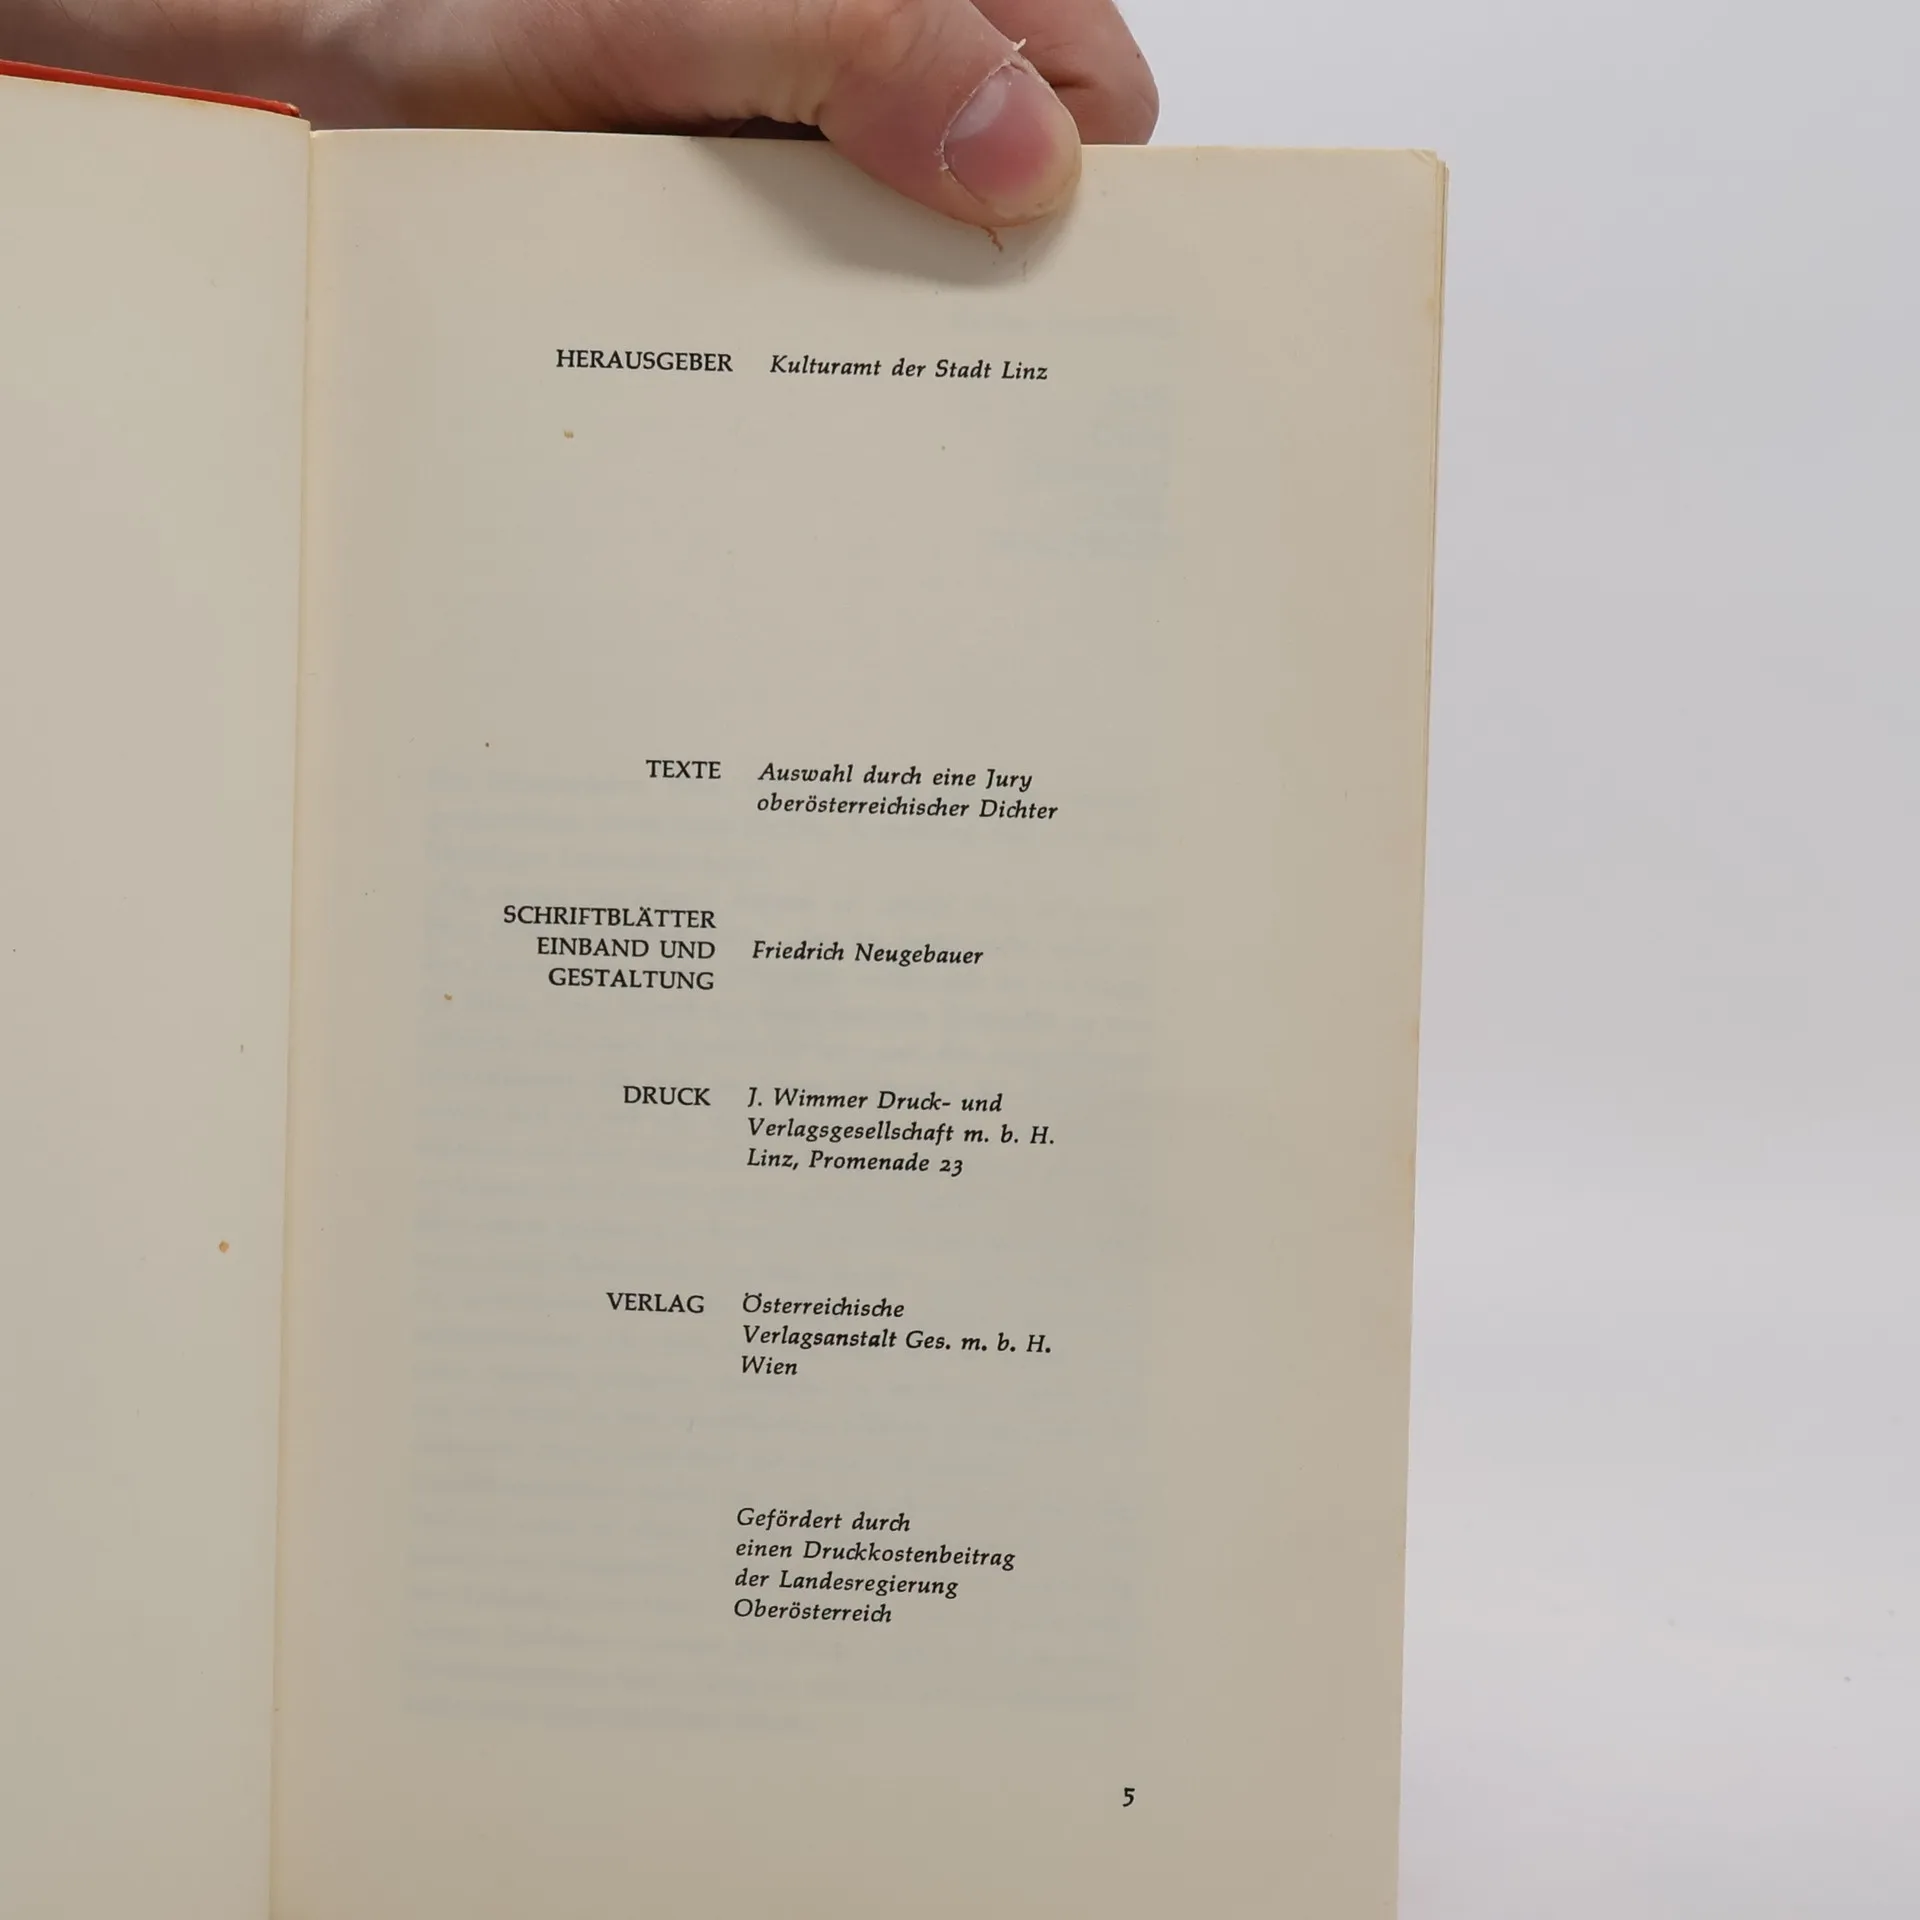 HERAUSGEBER Kulturamt der Stadt Linz
TEXTE Auswahl durch eine Jury
oberösterreichischer Dichter
SCHRIFTBLÄTTER
EINBAND UND Friedrich Neugebauer
GESTALTUNG
DRUCK J. Wimmer Druck- und
Verlagsgesellschaft m. b. H.
Linz, Promenade 23
VERLAG Österreichische
Verlagsanstalt Ges. m. b. H.
Wien
Gefördert durch
einen Druckkostenbeitrag
der Landesregierung
Oberösterreich
5